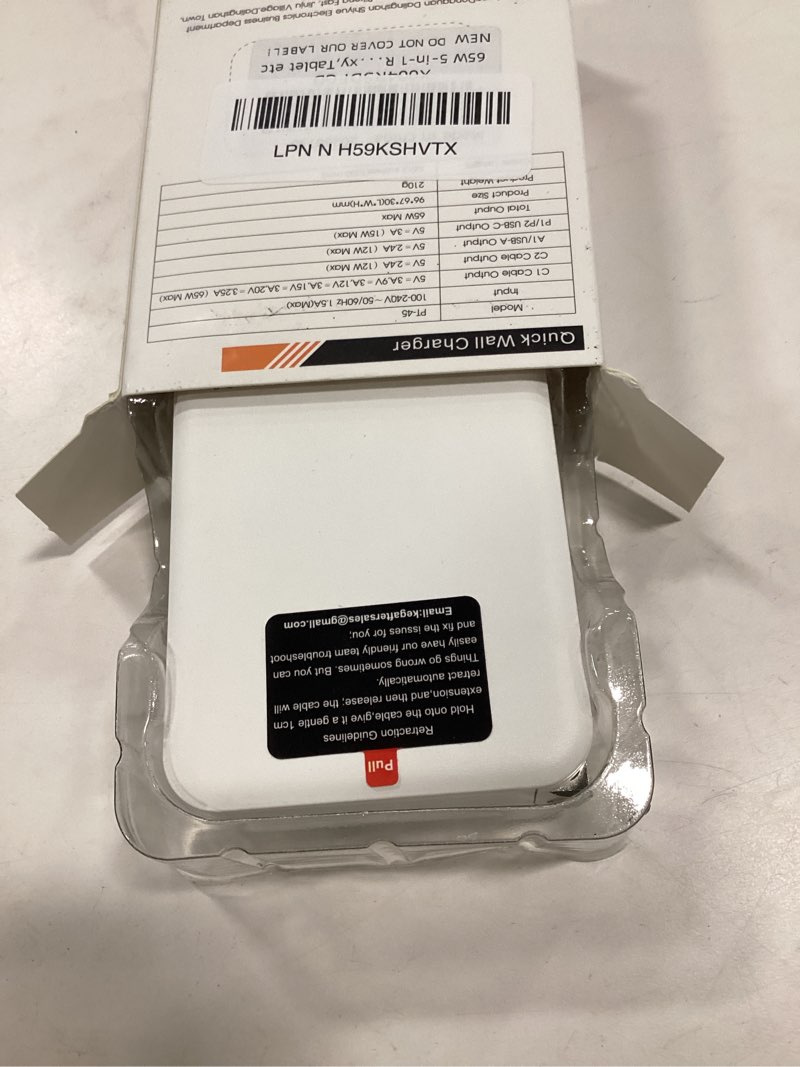 Quick Wall Charger
Model PT-45
Input 100-240V~50/60Hz 1.5A(Max)
C1 Cable Output 5V⎓3A,9V⎓3A,12V⎓3A,15V⎓3A,20V⎓3.25A (65W Max)
C2 Cable Output 5V⎓2.4A (12W Max)
A1/USB-A Output 5V⎓2.4A (12W Max)
P1/P2 USB-C Output 5V⎓3A (15W Max)
Total Ouput 65W Max
Product Size 96*67*30(L*W*H)mm
Product Weight 210g
LPN N H59KSHVTX
65W 5-in-1 R....xy,Tablet etc
NEW DO NOT COVER OUR LABEL!
Dalingshan Shiyue Electronics Business Department
East, Jinju Village,Dalingshan Town,
Pull
Retraction Guidelines
Hold onto the cable,give it a gentle 1cm
extension,and then release; the cable will
retract automatically.
Things go wrong sometimes. But you can
easily have our friendly team troubleshoot
and fix the issues for you;
Email:kegaftersales@gmail.com